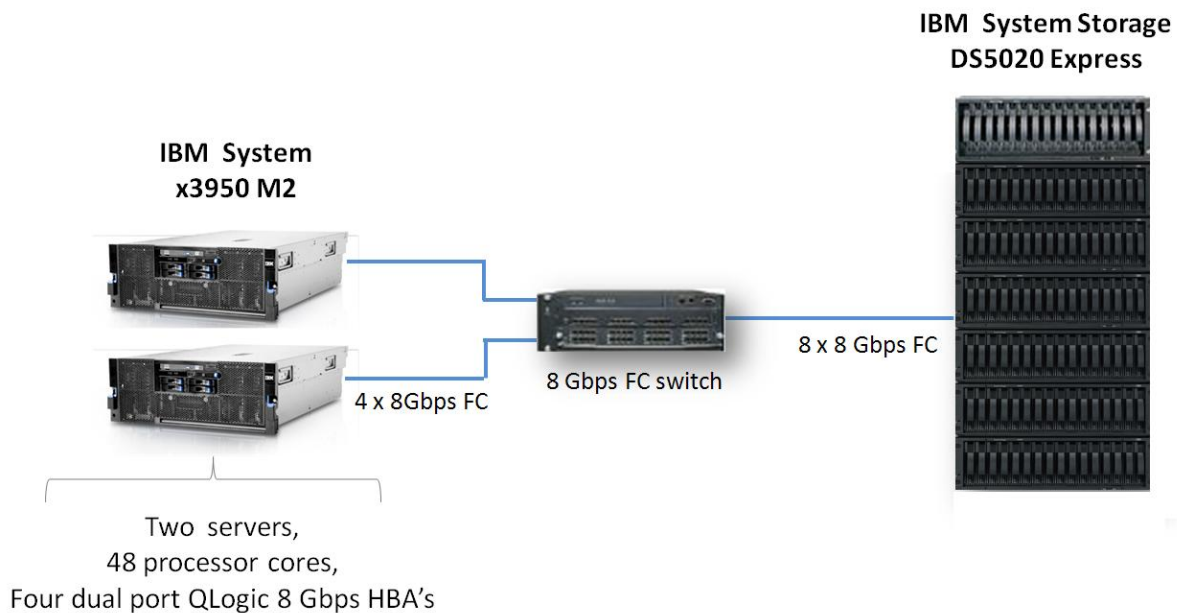 IBM System Storage
DS5020 Express
IBM System
x3950 M2
4 x 8Gbps FC
8 Gbps FC switch
8 x 8 Gbps FC
Two servers,
48 processor cores,
Four dual port QLogic 8 Gbps HBA's